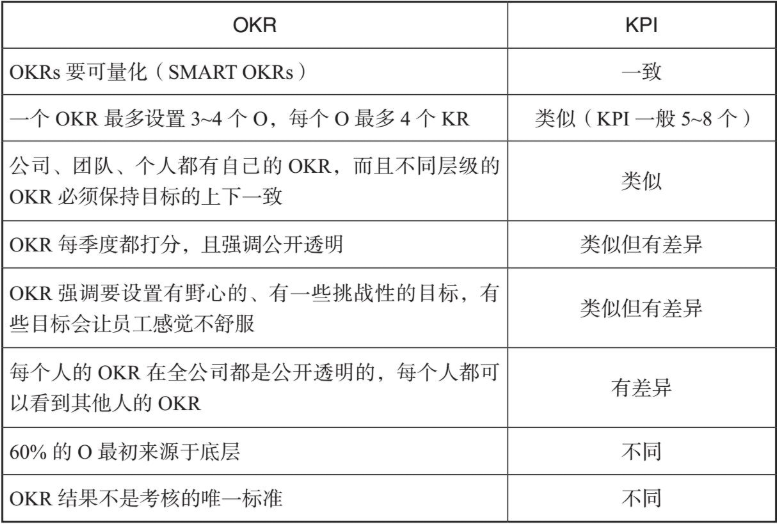 OKR KPI
OKRs 要可量化（SMART OKRs） 一致
一个 OKR 最多设置 3~4 个 O，每个 O 最多 4 个 KR 类似（KPI 一般 5~8 个）
公司、团队、个人都有自己的 OKR，而且不同层级的
OKR 必须保持目标的上下一致 类似
OKR 每季度都打分，且强调公开透明 类似但有差异
OKR 强调要设置有野心的、有一些挑战性的目标，有
些目标会让员工感觉不舒服 类似但有差异
每个人的 OKR 在全公司都是公开透明的，每个人都可
以看到其他人的 OKR 有差异
60% 的 O 最初来源于底层 不同
OKR 结果不是考核的唯一标准 不同